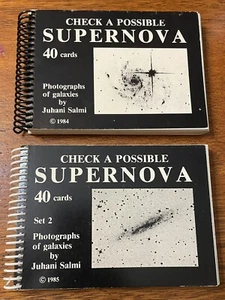 CHECK A POSSIBLE
SUPERNOVA
40 cards
Photographs
of galaxies
by
Juhani Salmi
© 1984
CHECK A POSSIBLE
SUPERNOVA
40 cards
Set 2
Photographs
of galaxies
by
Juhani Salmi
© 1985